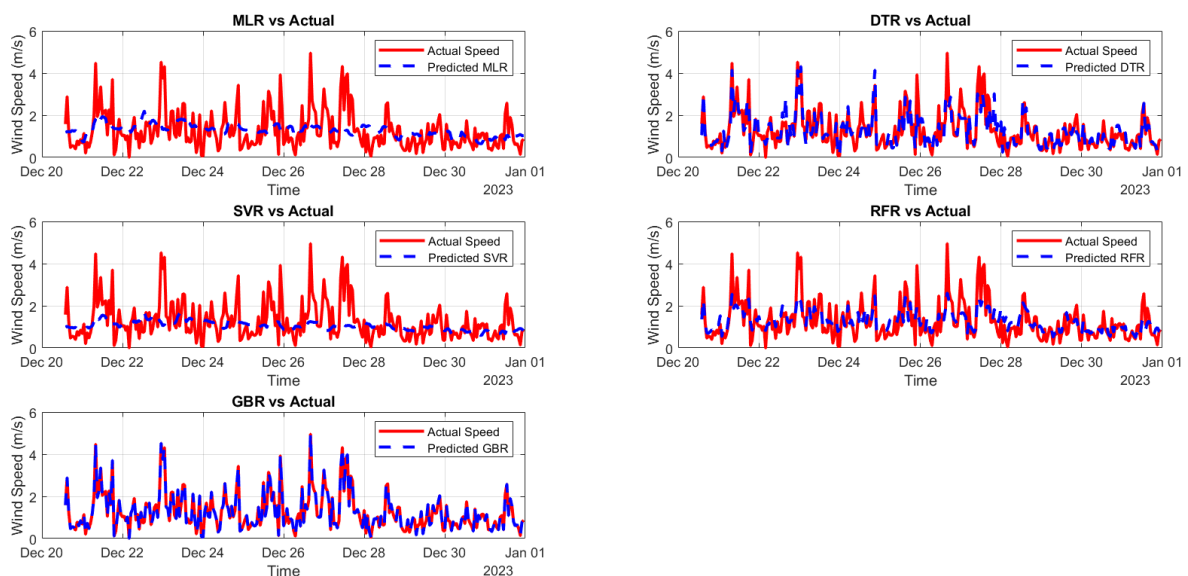 MLR vs Actual
Wind Speed (m/s)
6
4
2
0
Actual Speed
Predicted MLR
Dec 20
Dec 22
Dec 24
Dec 26
Dec 28
Dec 30
Jan 01
Time
2023
DTR vs Actual
Wind Speed (m/s)
6
4
2
0
Actual Speed
Predicted DTR
Dec 20
Dec 22
Dec 24
Dec 26
Dec 28
Dec 30
Jan 01
Time
2023
SVR vs Actual
Wind Speed (m/s)
6
4
2
0
Actual Speed
Predicted SVR
Dec 20
Dec 22
Dec 24
Dec 26
Dec 28
Dec 30
Jan 01
Time
2023
RFR vs Actual
Wind Speed (m/s)
6
4
2
0
Actual Speed
Predicted RFR
Dec 20
Dec 22
Dec 24
Dec 26
Dec 28
Dec 30
Jan 01
Time
2023
GBR vs Actual
Wind Speed (m/s)
6
4
2
0
Actual Speed
Predicted GBR
Dec 20
Dec 22
Dec 24
Dec 26
Dec 28
Dec 30
Jan 01
Time
2023